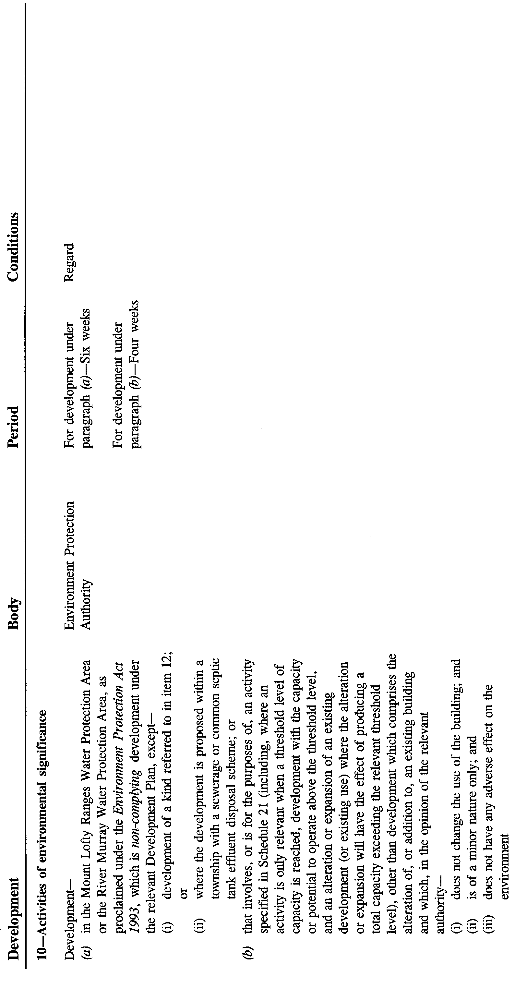 Development Body Period Conditions
10—Activities of environmental significance
Development— Environment Protection For development under Regard
(a) in the Mount Lofty Ranges Water Protection Area Authority paragraph (a)—Six weeks
or the River Murray Water Protection Area, as
proclaimed under the Environment Protection Act For development under
1993, which is non-complying development under paragraph (b)—Four weeks
the relevant Development Plan, except—
(i) development of a kind referred to in item 12;
or
(ii) where the development is proposed within a
township with a sewerage or common septic
tank effluent disposal scheme; or
(b) that involves, or is for the purposes of, an activity
specified in Schedule 21 (including, where an
activity is only relevant when a threshold level of
capacity is reached, development with the capacity
or potential to operate above the threshold level,
and an alteration or expansion of an existing
development (or existing use) where the alteration
or expansion will have the effect of producing a
total capacity exceeding the relevant threshold
level), other than development which comprises the
alteration of, or addition to, an existing building
and which, in the opinion of the relevant
authority—
(i) does not change the use of the building; and
(ii) is of a minor nature only; and
(iii) does not have any adverse effect on the
environment